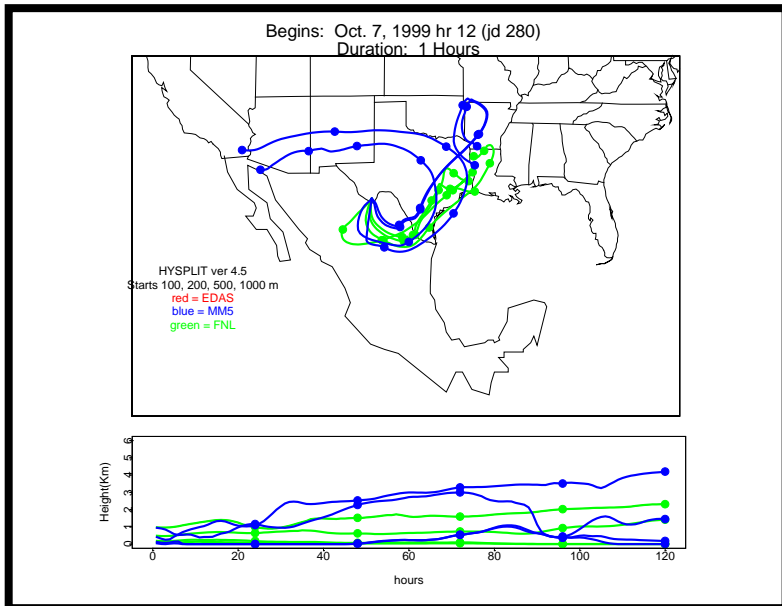 Begins: Oct. 7, 1999 hr 12 (jd 280)
Duration: 1 Hours
HYSPLIT ver 4.5
Starts 100, 200, 500, 1000 m
red = EDAS
blue = MM5
green = FNL
Height(Km)
6
5
4
3
2
1
0
0 20 40 60 80 100 120
hours